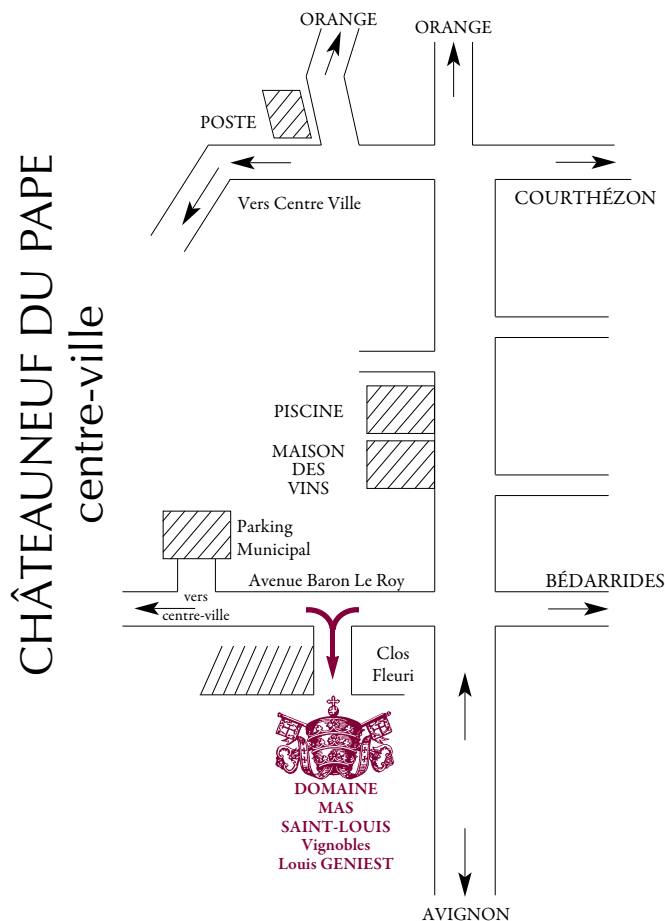 ORANGE
ORANGE
POSTE
COURTHÉZON
Vers Centre Ville
CHÂTEAUNEUF DU PAPE
centre-ville
PISCINE
MAISON
DES
VINS
Parking
Municipal
Avenue Baron Le Roy
BÉDARRIDES
vers
centre-ville
Clos
Fleuri
DOMAINE
MAS
SAINT-LOUIS
Vignobles
Louis GENIEST
AVIGNON